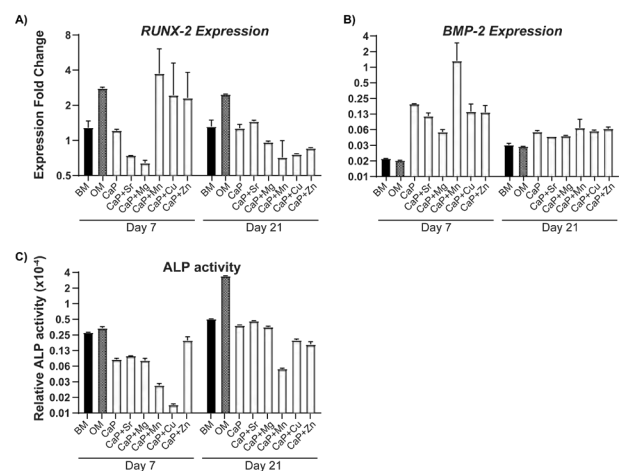 A)
RUNX-2 Expression
Expression Fold Change
8
4
2
1
0.5
BM
OM
CaP
CaP+Sr
CaP+Mg
CaP+Mn
CaP+Cu
CaP+Zn
BM
OM
CaP
CaP+Sr
CaP+Mg
CaP+Mn
CaP+Cu
CaP+Zn
Day 7
Day 21
B)
BMP-2 Expression
4
2
1
0.5
0.25
0.13
0.06
0.03
0.02
0.01
BM
OM
CaP
CaP+Sr
CaP+Mg
CaP+Mn
CaP+Cu
CaP+Zn
BM
OM
CaP
CaP+Sr
CaP+Mg
CaP+Mn
CaP+Cu
CaP+Zn
Day 7
Day 21
C)
ALP activity
Relative ALP activity (x10⁻⁴)
4
2
1
0.5
0.25
0.13
0.06
0.03
0.02
0.01
BM
OM
CaP
CaP+Sr
CaP+Mg
CaP+Mn
CaP+Cu
CaP+Zn
BM
OM
CaP
CaP+Sr
CaP+Mg
CaP+Mn
CaP+Cu
CaP+Zn
Day 7
Day 21